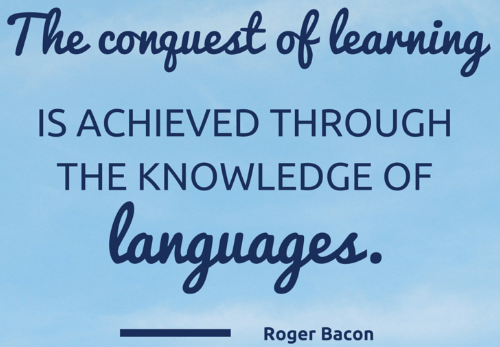 The conquest of learning
IS ACHIEVED THROUGH
THE KNOWLEDGE OF
languages.
Roger Bacon